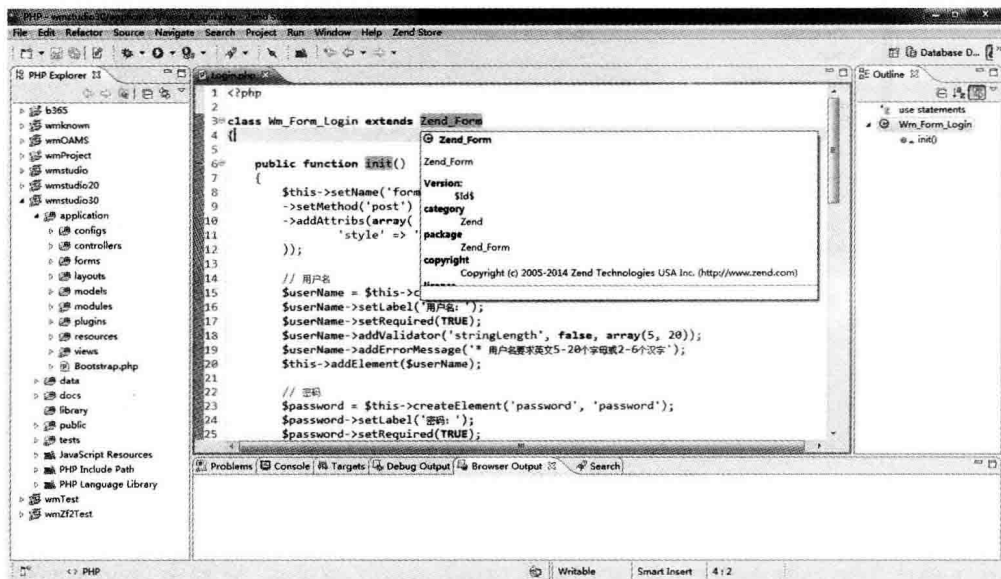 File Edit Refactor Source Navigate Search Project Run Window Help Zend Store
Database D...
PHP Explorer
b365
wmknown
wmOAMS
wmProject
wmstudio
wmstudio20
wmstudio30
application
configs
controllers
forms
layouts
models
modules
plugins
resources
views
Bootstrap.php
data
docs
library
public
tests
JavaScript Resources
PHP Include Path
PHP Language Library
wmTest
wmZf2Test
Login.php
1 <?php
2
3 class Wm_Form_Login extends Zend_Form
4 {
5
6 public function init()
7 {
8 $this->setName('form
9 ->setMethod('post')
10 ->addAttribs(array(
11 'style' => '
12 ));
13
14 // 用户名
15 $userName = $this->c
16 $userName->setLabel('用户名: ');
17 $userName->setRequired(TRUE);
18 $userName->addValidator('stringLength', false, array(5, 20));
19 $userName->addErrorMessage('* 用户名要求英文5-20个字母或2-6个汉字');
20 $this->addElement($userName);
21
22 // 密码
23 $password = $this->createElement('password', 'password');
24 $password->setLabel('密码: ');
25 $password->setRequired(TRUE);
Zend_Form
Zend_Form
Version:
$Id$
category
Zend
package
Zend_Form
copyright
Copyright (c) 2005-2014 Zend Technologies USA Inc. (http://www.zend.com)
Outline
use statements
Wm_Form_Login
init()
Problems Console Targets Debug Output Browser Output Search
<> PHP
Writable Smart Insert 4:2